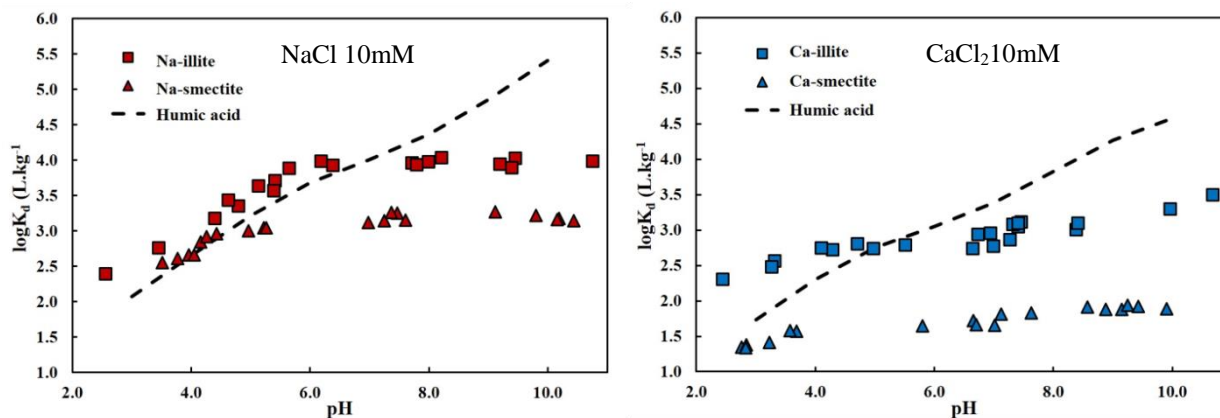 NaCl 10mM
Na-illite
Na-smectite
Humic acid
logKd (L.kg-1)
6.0
5.5
5.0
4.5
4.0
3.5
3.0
2.5
2.0
1.5
1.0
2.0 4.0 6.0 8.0 10.0
pH
CaCl2 10mM
Ca-illite
Ca-smectite
Humic acid
logKd (L.kg-1)
6.0
5.5
5.0
4.5
4.0
3.5
3.0
2.5
2.0
1.5
1.0
2.0 4.0 6.0 8.0 10.0
pH